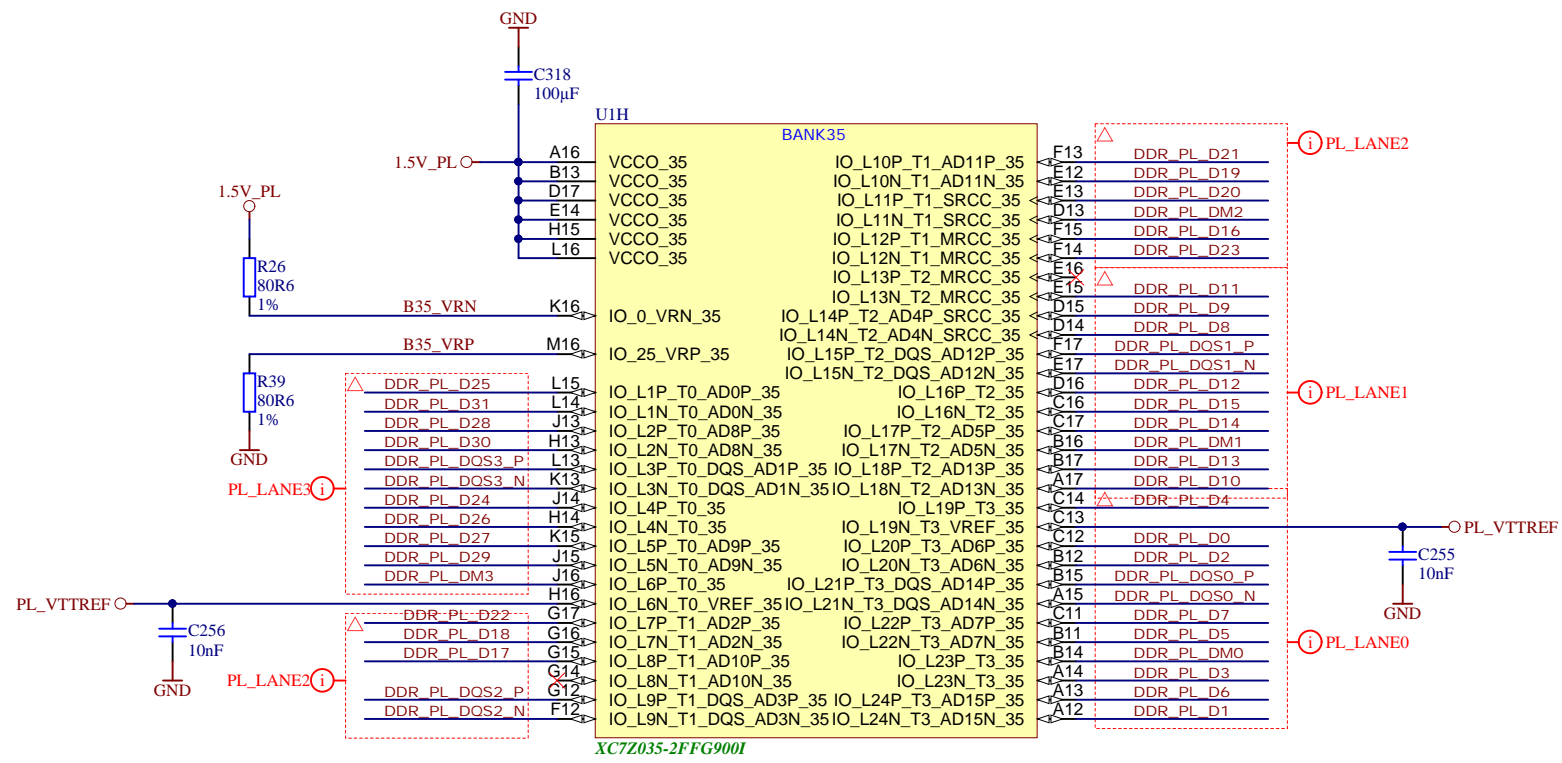 GND
C318
100µF
U1H
BANK35
1.5V_PL
A16 VCCO_35
B13 VCCO_35
D17 VCCO_35
E14 VCCO_35
H15 VCCO_35
L16 VCCO_35
1.5V_PL
R26
80R6
1%
B35_VRN K16 IO_0_VRN_35
B35_VRP M16 IO_25_VRP_35
R39
80R6
1%
GND
PL_LANE3 i
DDR_PL_D25 L15 IO_L1P_T0_AD0P_35
DDR_PL_D31 L14 IO_L1N_T0_AD0N_35
DDR_PL_D28 J13 IO_L2P_T0_AD8P_35
DDR_PL_D30 H13 IO_L2N_T0_AD8N_35
DDR_PL_DQS3_P L13 IO_L3P_T0_DQS_AD1P_35
DDR_PL_DQS3_N K13 IO_L3N_T0_DQS_AD1N_35
DDR_PL_D24 J14 IO_L4P_T0_35
DDR_PL_D26 H14 IO_L4N_T0_35
DDR_PL_D27 K15 IO_L5P_T0_AD9P_35
DDR_PL_D29 J15 IO_L5N_T0_AD9N_35
DDR_PL_DM3 J16 IO_L6P_T0_35
PL_VTTREF H16 IO_L6N_T0_VREF_35
C256
10nF
GND
PL_LANE2 i
DDR_PL_D22 G17 IO_L7P_T1_AD2P_35
DDR_PL_D18 G16 IO_L7N_T1_AD2N_35
DDR_PL_D17 G15 IO_L8P_T1_AD10P_35
G14 IO_L8N_T1_AD10N_35
DDR_PL_DQS2_P G12 IO_L9P_T1_DQS_AD3P_35
DDR_PL_DQS2_N F12 IO_L9N_T1_DQS_AD3N_35
IO_L10P_T1_AD11P_35 F13 DDR_PL_D21
IO_L10N_T1_AD11N_35 E12 DDR_PL_D19
IO_L11P_T1_SRCC_35 E13 DDR_PL_D20
IO_L11N_T1_SRCC_35 D13 DDR_PL_DM2
IO_L12P_T1_MRCC_35 F15 DDR_PL_D16
IO_L12N_T1_MRCC_35 F14 DDR_PL_D23
i PL_LANE2
IO_L13P_T2_MRCC_35 E16
IO_L13N_T2_MRCC_35 E15 DDR_PL_D11
IO_L14P_T2_AD4P_SRCC_35 D15 DDR_PL_D9
IO_L14N_T2_AD4N_SRCC_35 D14 DDR_PL_D8
IO_L15P_T2_DQS_AD12P_35 F17 DDR_PL_DQS1_P
IO_L15N_T2_DQS_AD12N_35 E17 DDR_PL_DQS1_N
IO_L16P_T2_35 D16 DDR_PL_D12
IO_L16N_T2_35 C16 DDR_PL_D15
IO_L17P_T2_AD5P_35 C17 DDR_PL_D14
IO_L17N_T2_AD5N_35 B16 DDR_PL_DM1
IO_L18P_T2_AD13P_35 B17 DDR_PL_D13
IO_L18N_T2_AD13N_35 A17 DDR_PL_D10
i PL_LANE1
IO_L19P_T3_35 C14 DDR_PL_D4
IO_L19N_T3_VREF_35 C13 PL_VTTREF
C255
10nF
GND
IO_L20P_T3_AD6P_35 C12 DDR_PL_D0
IO_L20N_T3_AD6N_35 B12 DDR_PL_D2
IO_L21P_T3_DQS_AD14P_35 B15 DDR_PL_DQS0_P
IO_L21N_T3_DQS_AD14N_35 A15 DDR_PL_DQS0_N
IO_L22P_T3_AD7P_35 C11 DDR_PL_D7
IO_L22N_T3_AD7N_35 B11 DDR_PL_D5
IO_L23P_T3_35 B14 DDR_PL_DM0
IO_L23N_T3_35 A14 DDR_PL_D3
IO_L24P_T3_AD15P_35 A13 DDR_PL_D6
IO_L24N_T3_AD15N_35 A12 DDR_PL_D1
i PL_LANE0
XC7Z035-2FFG900I